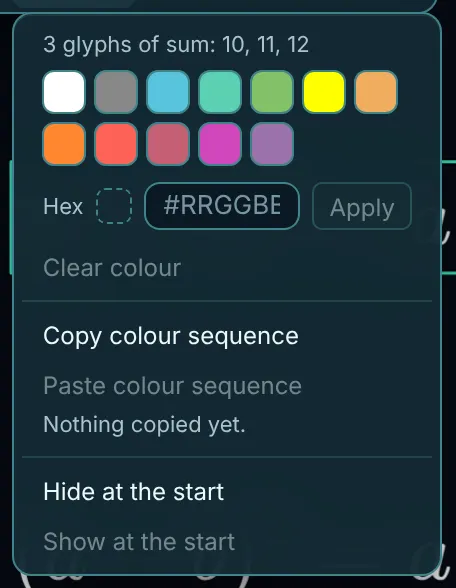 3 glyphs of sum: 10, 11, 12
Hex #RRGGBB Apply
Clear colour
Copy colour sequence
Paste colour sequence
Nothing copied yet.
Hide at the start
Show at the start